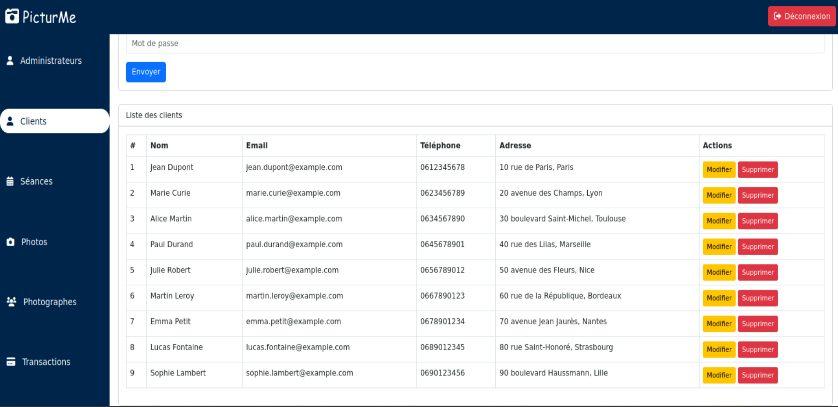 PicturMe
Déconnexion
Administrateurs
Clients
Séances
Photos
Photographes
Transactions
Mot de passe
Envoyer
Liste des clients
# Nom Email Téléphone Adresse Actions
1 Jean Dupont jean.dupont@example.com 0612345678 10 rue de Paris, Paris Modifier Supprimer
2 Marie Curie marie.curie@example.com 0623456789 20 avenue des Champs, Lyon Modifier Supprimer
3 Alice Martin alice.martin@example.com 0634567890 30 boulevard Saint-Michel, Toulouse Modifier Supprimer
4 Paul Durand paul.durand@example.com 0645678901 40 rue des Lilas, Marseille Modifier Supprimer
5 Julie Robert julie.robert@example.com 0656789012 50 avenue des Fleurs, Nice Modifier Supprimer
6 Martin Leroy martin.leroy@example.com 0667890123 60 rue de la République, Bordeaux Modifier Supprimer
7 Emma Petit emma.petit@example.com 0678901234 70 avenue Jean Jaurès, Nantes Modifier Supprimer
8 Lucas Fontaine lucas.fontaine@example.com 0689012345 80 rue Saint-Honoré, Strasbourg Modifier Supprimer
9 Sophie Lambert sophie.lambert@example.com 0690123456 90 boulevard Haussmann, Lille Modifier Supprimer